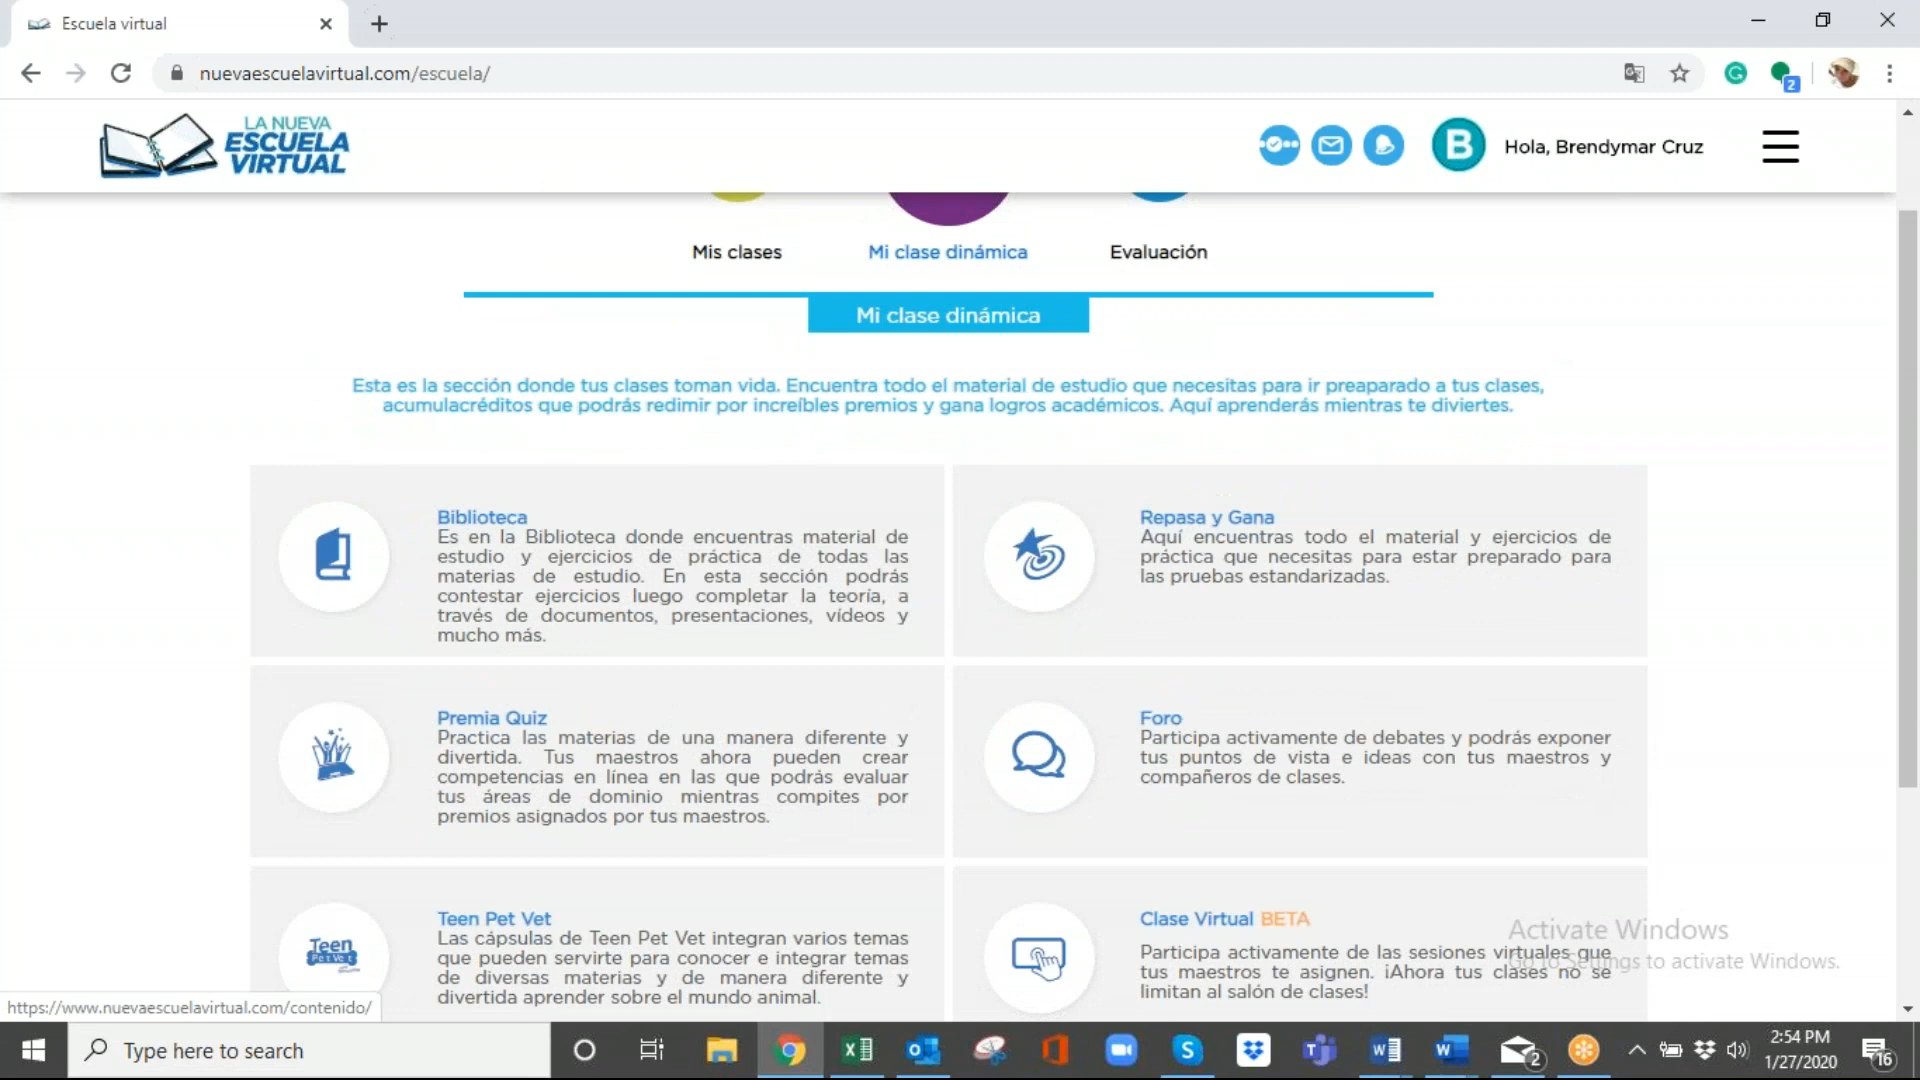 Escuela virtual
nuevaescuelavirtual.com/escuela/
2
LA NUEVA
ESCUELA
VIRTUAL
B
Hola, Brendymar Cruz
Mis clases
Mi clase dinámica
Evaluación
Mi clase dinámica
Esta es la sección donde tus clases toman vida. Encuentra todo el material de estudio que necesitas para ir preaparado a tus clases,
acumulacréditos que podrás redimir por increíbles premios y gana logros académicos. Aquí aprenderás mientras te diviertes.
Biblioteca
Es en la Biblioteca donde encuentras material de
estudio y ejercicios de práctica de todas las
materias de estudio. En esta sección podrás
contestar ejercicios luego completar la teoría, a
través de documentos, presentaciones, vídeos y
mucho más.
Repasa y Gana
Aquí encuentras todo el material y ejercicios de
práctica que necesitas para estar preparado para
las pruebas estandarizadas.
Premia Quiz
Practica las materias de una manera diferente y
divertida. Tus maestros ahora pueden crear
competencias en línea en las que podrás evaluar
tus áreas de dominio mientras compites por
premios asignados por tus maestros.
Foro
Participa activamente de debates y podrás exponer
tus puntos de vista e ideas con tus maestros y
compañeros de clases.
Teen
Pet Vet
Teen Pet Vet
Las cápsulas de Teen Pet Vet integran varios temas
que pueden servirte para conocer e integrar temas
de diversas materias y de manera diferente y
divertida aprender sobre el mundo animal.
Clase Virtual BETA
Participa activamente de las sesiones virtuales que
tus maestros te asignen. ¡Ahora tus clases no se
limitan al salón de clases!
Activate Windows
Go to Settings to activate Windows.
https://www.nuevaescuelavirtual.com/contenido/
Type here to search
2
2:54 PM
1/27/2020
16